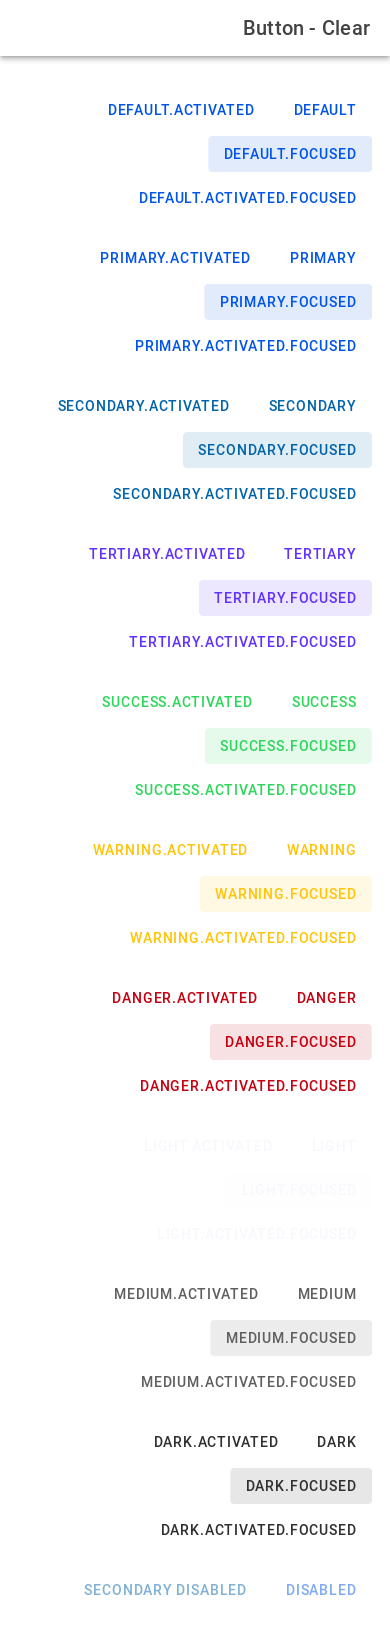 Button - Clear
DEFAULT.ACTIVATED DEFAULT
DEFAULT.FOCUSED
DEFAULT.ACTIVATED.FOCUSED
PRIMARY.ACTIVATED PRIMARY
PRIMARY.FOCUSED
PRIMARY.ACTIVATED.FOCUSED
SECONDARY.ACTIVATED SECONDARY
SECONDARY.FOCUSED
SECONDARY.ACTIVATED.FOCUSED
TERTIARY.ACTIVATED TERTIARY
TERTIARY.FOCUSED
TERTIARY.ACTIVATED.FOCUSED
SUCCESS.ACTIVATED SUCCESS
SUCCESS.FOCUSED
SUCCESS.ACTIVATED.FOCUSED
WARNING.ACTIVATED WARNING
WARNING.FOCUSED
WARNING.ACTIVATED.FOCUSED
DANGER.ACTIVATED DANGER
DANGER.FOCUSED
DANGER.ACTIVATED.FOCUSED
LIGHT.ACTIVATED LIGHT
LIGHT.FOCUSED
LIGHT.ACTIVATED.FOCUSED
MEDIUM.ACTIVATED MEDIUM
MEDIUM.FOCUSED
MEDIUM.ACTIVATED.FOCUSED
DARK.ACTIVATED DARK
DARK.FOCUSED
DARK.ACTIVATED.FOCUSED
SECONDARY DISABLED DISABLED